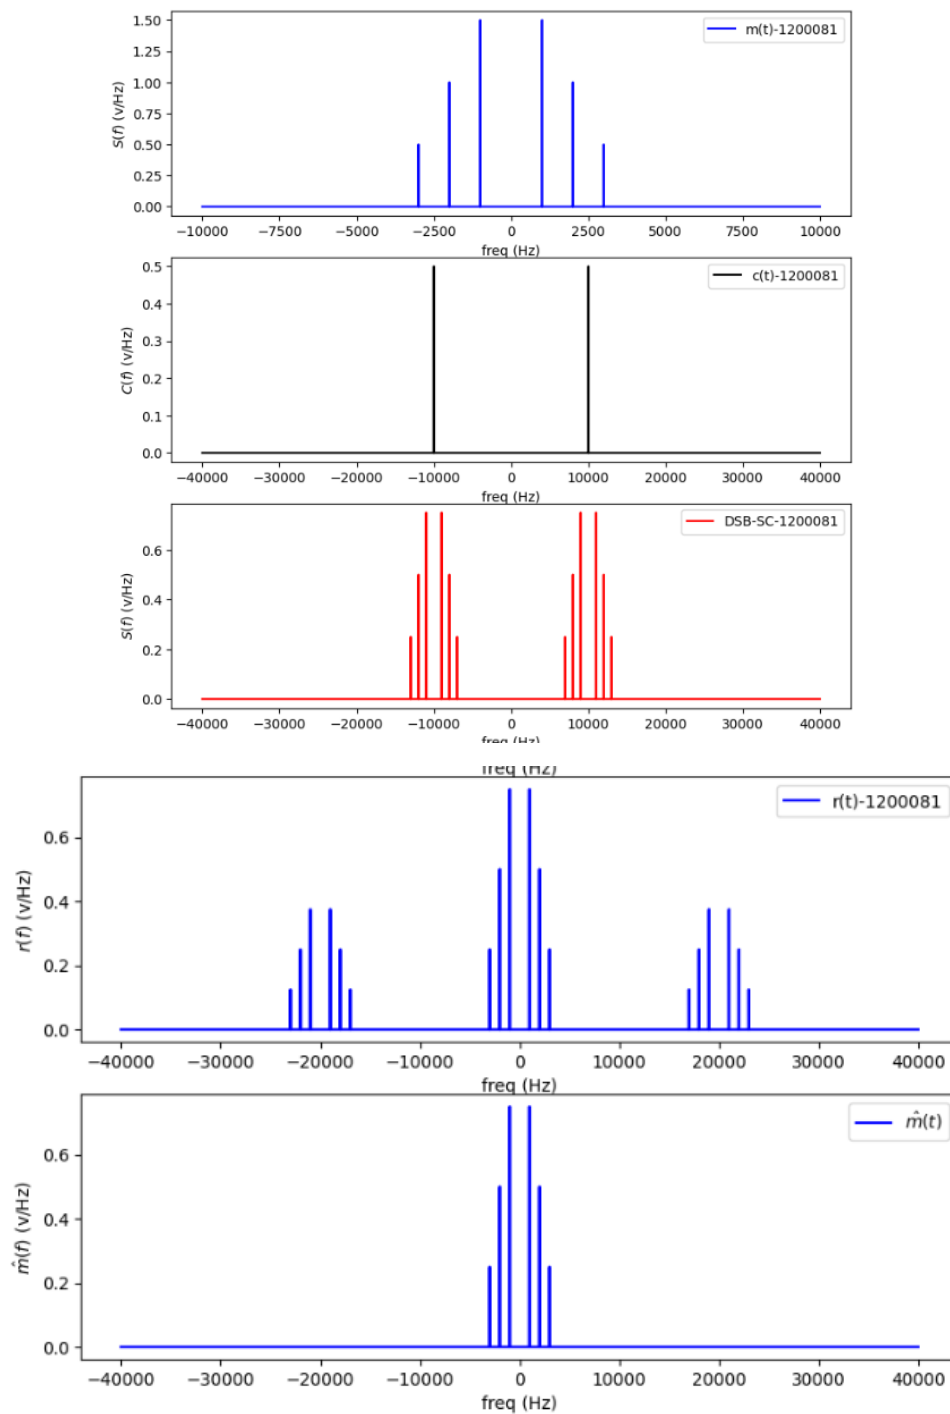 1.50
1.25
1.00
0.75
0.50
0.25
0.00
S(f) (v/Hz)
m(t)-1200081
−10000 −7500 −5000 −2500 0 2500 5000 7500 10000
freq (Hz)
0.5
0.4
0.3
0.2
0.1
0.0
C(f) (v/Hz)
c(t)-1200081
−40000 −30000 −20000 −10000 0 10000 20000 30000 40000
freq (Hz)
0.6
0.4
0.2
0.0
S(f) (v/Hz)
DSB-SC-1200081
−40000 −30000 −20000 −10000 0 10000 20000 30000 40000
freq (Hz)
freq (Hz)
0.6
0.4
0.2
0.0
r(f) (v/Hz)
r(t)-1200081
−40000 −30000 −20000 −10000 0 10000 20000 30000 40000
freq (Hz)
0.6
0.4
0.2
0.0
m̂(f) (v/Hz)
m̂(t)
−40000 −30000 −20000 −10000 0 10000 20000 30000 40000
freq (Hz)